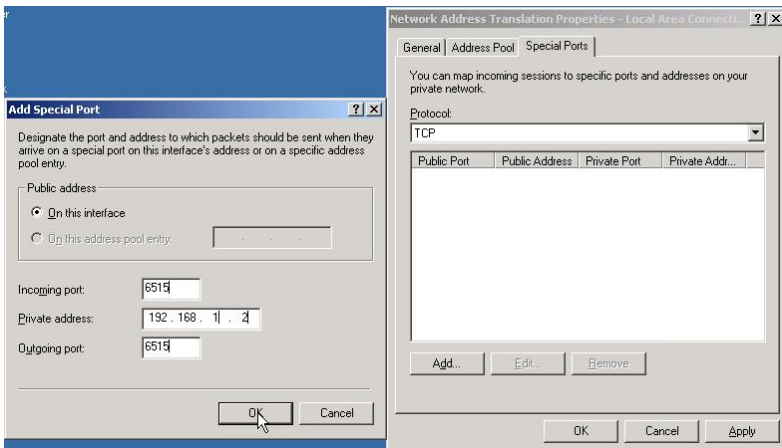 Add Special Port
Designate the port and address to which packets should be sent when they
arrive on a special port on this interface's address or on a specific address
pool entry.
Public address
On this interface
On this address pool entry:
Incoming port:
6515
Private address:
192 . 168 . 1 . 2
Outgoing port:
6515
OK
Cancel
Network Address Translation Properties - Local Area Connecti...
General
Address Pool
Special Ports
You can map incoming sessions to specific ports and addresses on your
private network.
Protocol:
TCP
Public Port
Public Address
Private Port
Private Addr...
Add...
Edit...
Remove
OK
Cancel
Apply